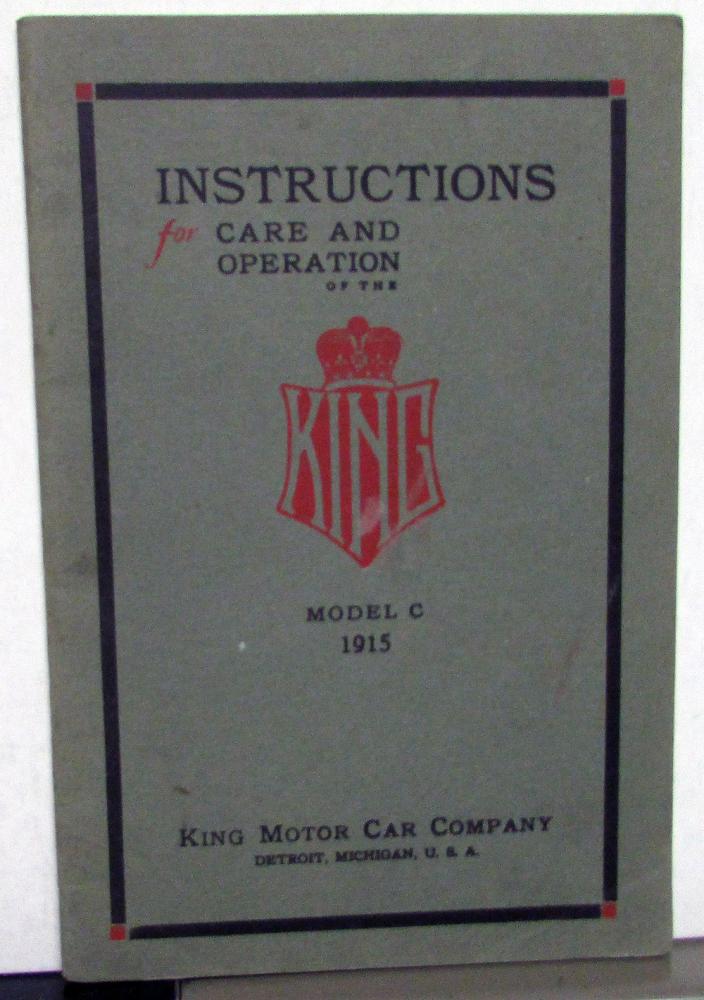 INSTRUCTIONS
for CARE AND
OPERATION
OF THE
KING
MODEL C
1915
KING MOTOR CAR COMPANY
DETROIT, MICHIGAN, U. S. A.